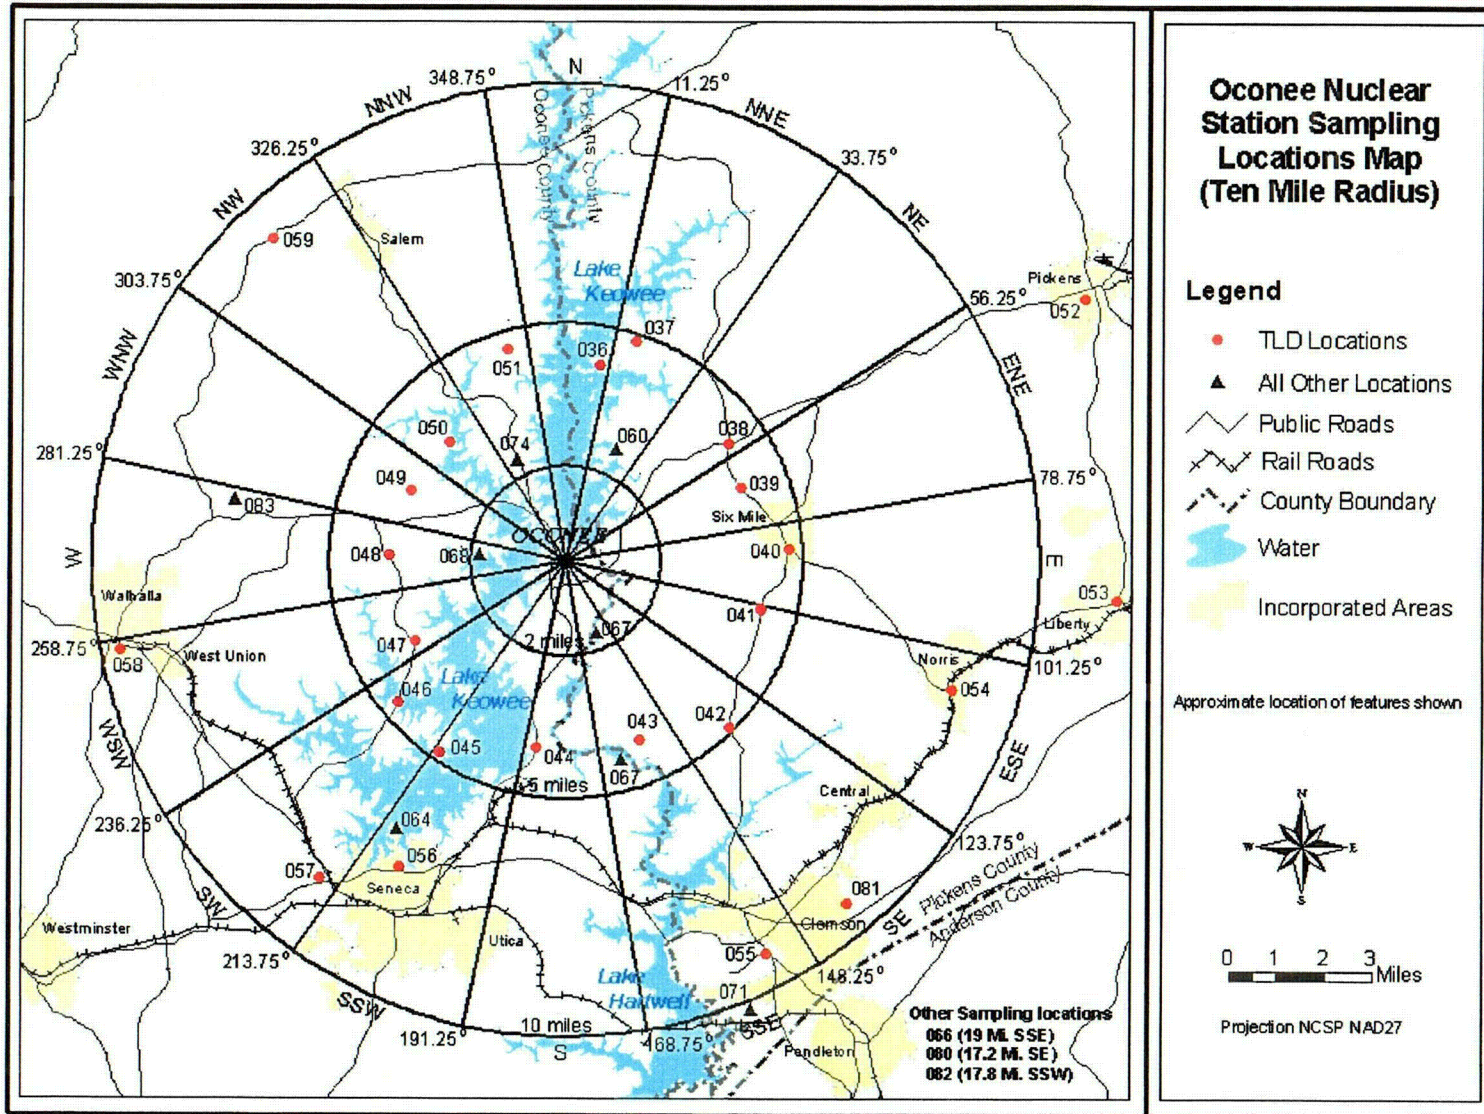 N
348.75°
11.25°
NNW
NNE
Pickens County
Oconee County
326.25°
33.75°
NW
NE
059
Salem
303.75°
Lake
Keowee
56.25°
Pickens
052
037
036
051
WNW
ENE
050
074
060
038
281.25°
049
039
78.75°
083
Six Mile
OCONEE
048
068
040
W
E
Walhalla
053
041
Liberty
067
2 miles
047
258.75°
058
West Union
Norris
101.25°
Lake
Keowee
046
054
043
042
045
044
067
WSW
ESE
5 miles
Central
236.25°
064
123.75°
056
057
Seneca
081
Pickens County
Anderson County
SW
SE
Clemson
Westminster
Utica
055
213.75°
148.25°
Lake
Hartwell
071
SSW
SSE
191.25°
10 miles
168.75°
S
Pendleton
Other Sampling locations
066 (19 Mi. SSE)
080 (17.2 Mi. SE)
082 (17.8 Mi. SSW)
Oconee Nuclear
Station Sampling
Locations Map
(Ten Mile Radius)
Legend
TLD Locations
All Other Locations
Public Roads
Rail Roads
County Boundary
Water
Incorporated Areas
Approximate location of features shown
N
W E
S
0 1 2 3
Miles
Projection NCSP NAD27